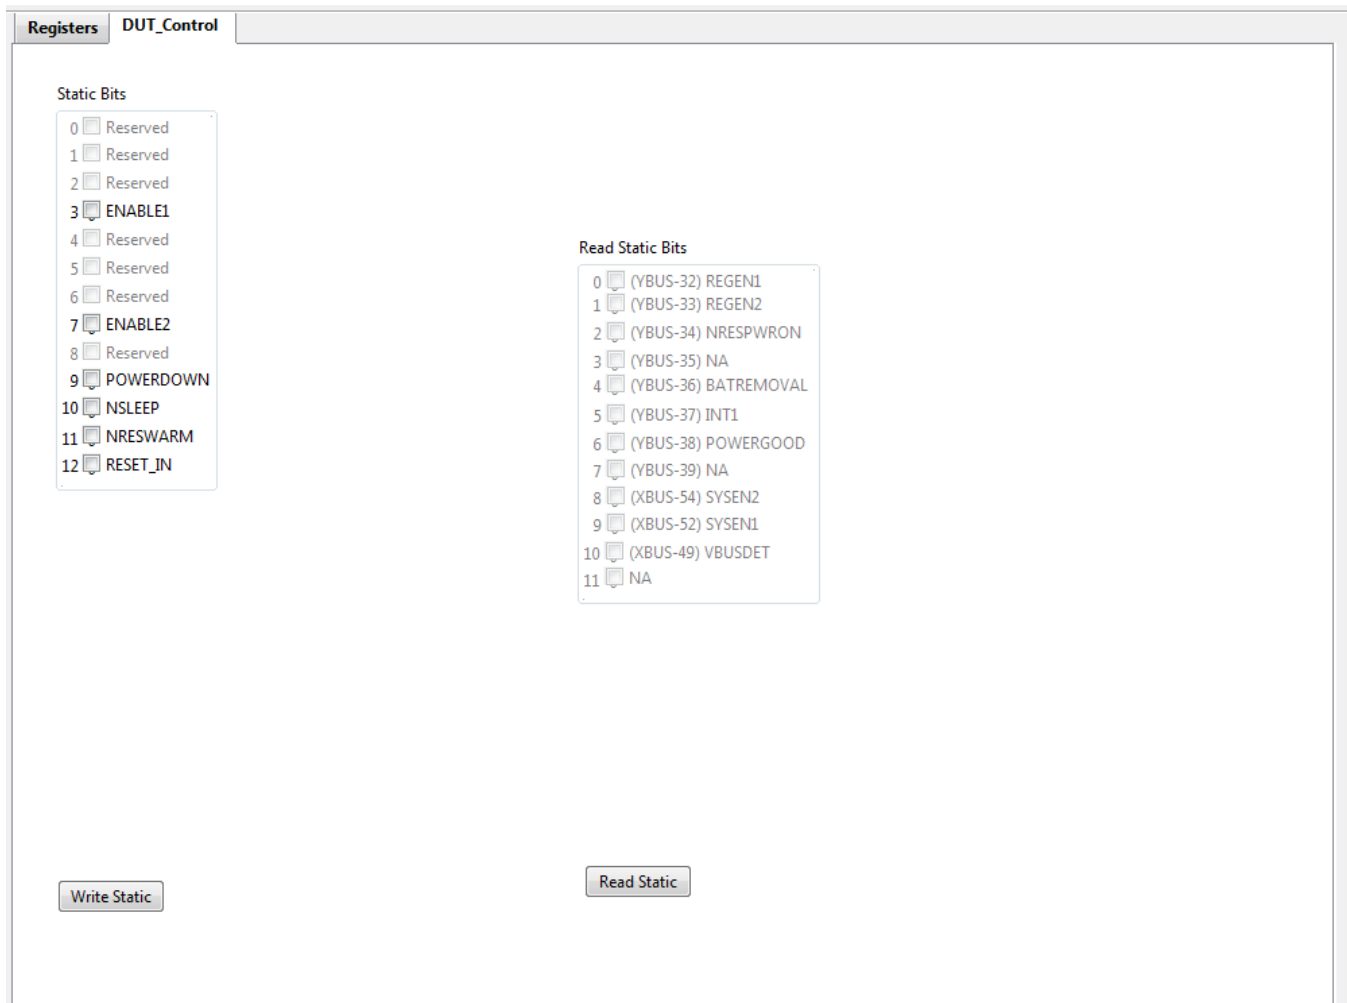 Registers DUT_Control
Static Bits
0 Reserved
1 Reserved
2 Reserved
3 ENABLE1
4 Reserved
5 Reserved
6 Reserved
7 ENABLE2
8 Reserved
9 POWERDOWN
10 NSLEEP
11 NRESWARM
12 RESET_IN
Write Static
Read Static Bits
0 (YBUS-32) REGEN1
1 (YBUS-33) REGEN2
2 (YBUS-34) NRESPWRON
3 (YBUS-35) NA
4 (YBUS-36) BATREMOVAL
5 (YBUS-37) INT1
6 (YBUS-38) POWERGOOD
7 (YBUS-39) NA
8 (XBUS-54) SYSEN2
9 (XBUS-52) SYSEN1
10 (XBUS-49) VBUSDET
11 NA
Read Static